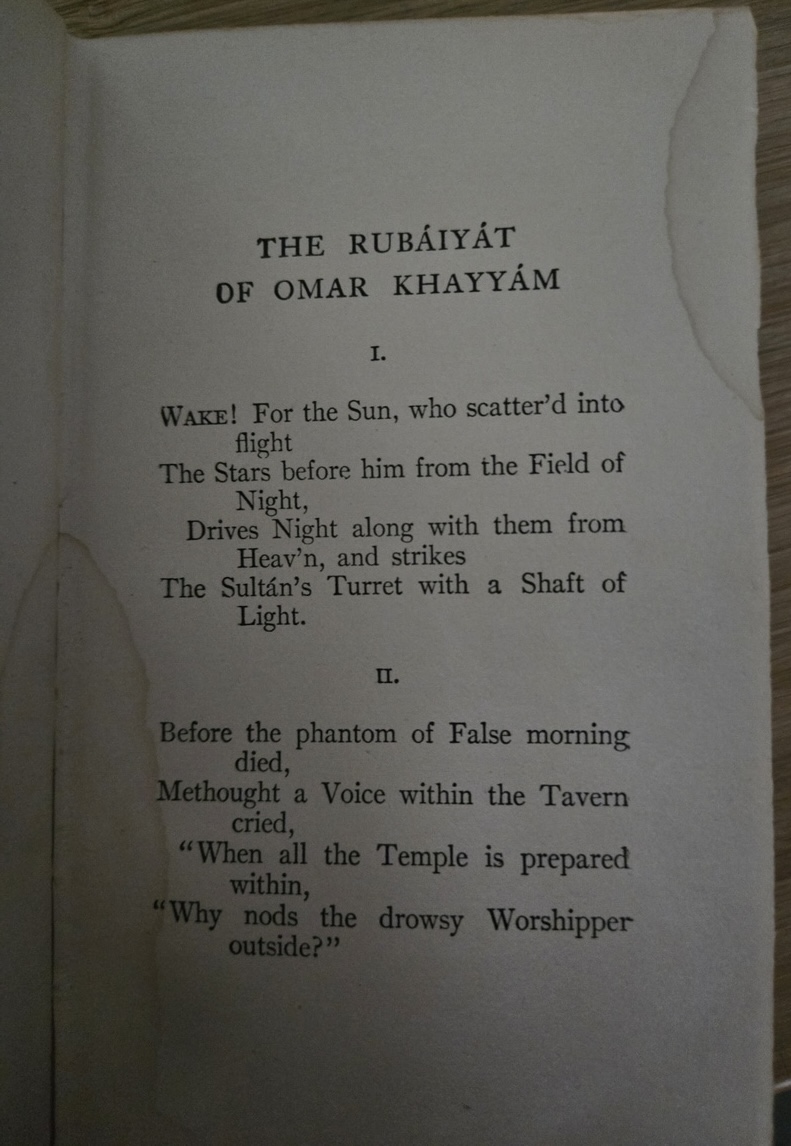 THE RUBÁIYÁT
OF OMAR KHAYYÁM
I.
WAKE! For the Sun, who scatter'd into
flight
The Stars before him from the Field of
Night,
Drives Night along with them from
Heav'n, and strikes
The Sultán's Turret with a Shaft of
Light.
II.
Before the phantom of False morning
died,
Methought a Voice within the Tavern
cried,
“When all the Temple is prepared
within,
“Why nods the drowsy Worshipper
outside?”